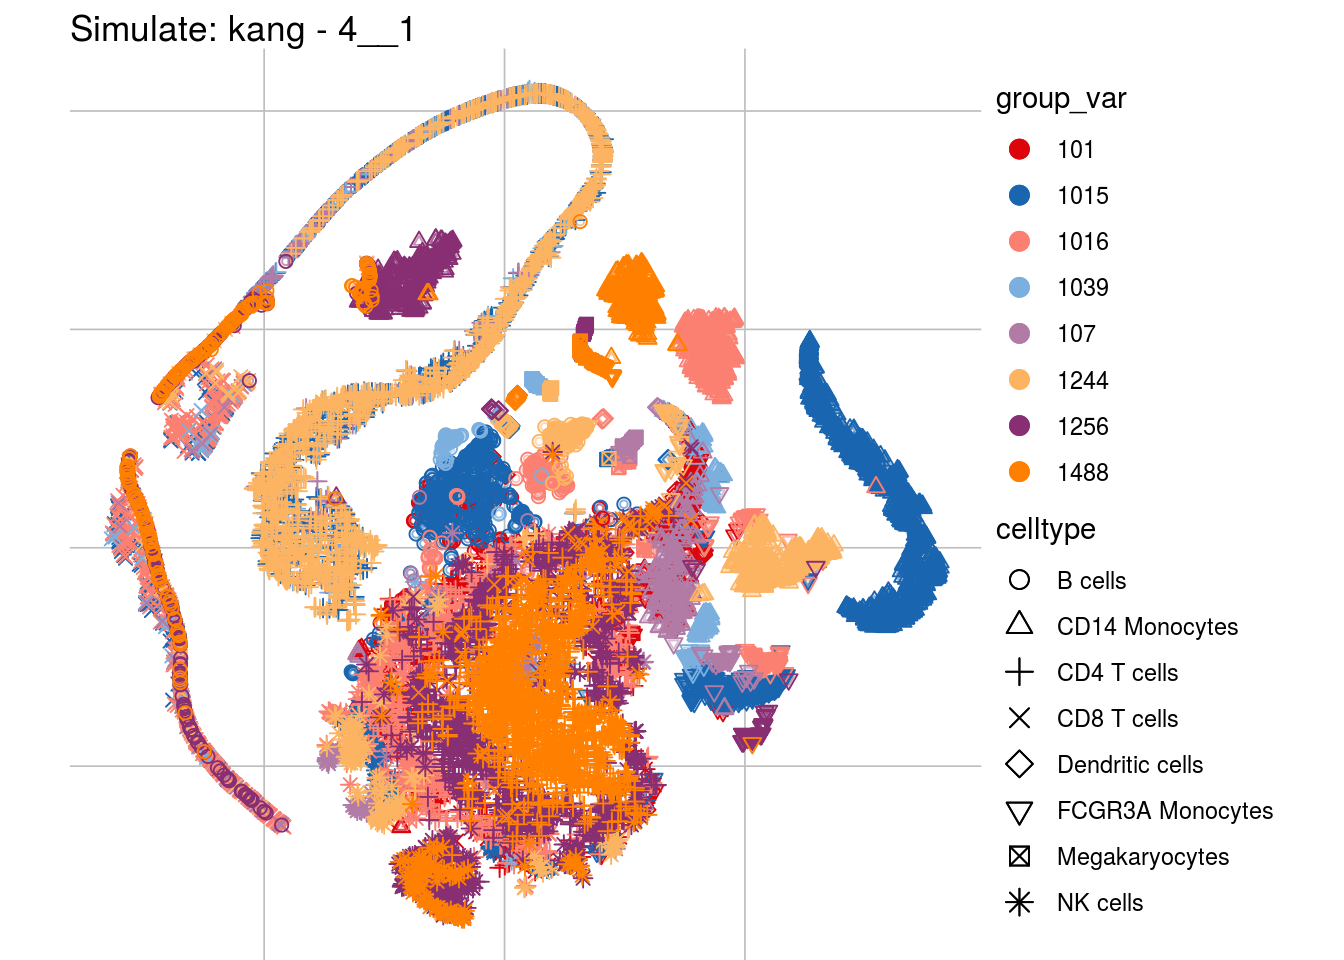 Simulate: kang - 4__1
group_var
101
1015
1016
1039
107
1244
1256
1488
celltype
B cells
CD14 Monocytes
CD4 T cells
CD8 T cells
Dendritic cells
FCGR3A Monocytes
Megakaryocytes
NK cells